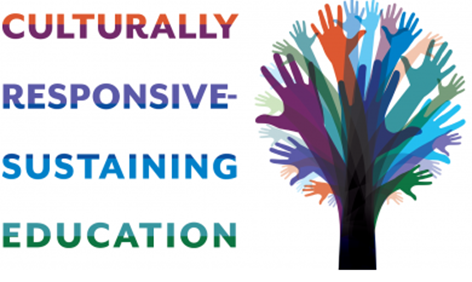 CULTURALLY
RESPONSIVE-
SUSTAINING
EDUCATION